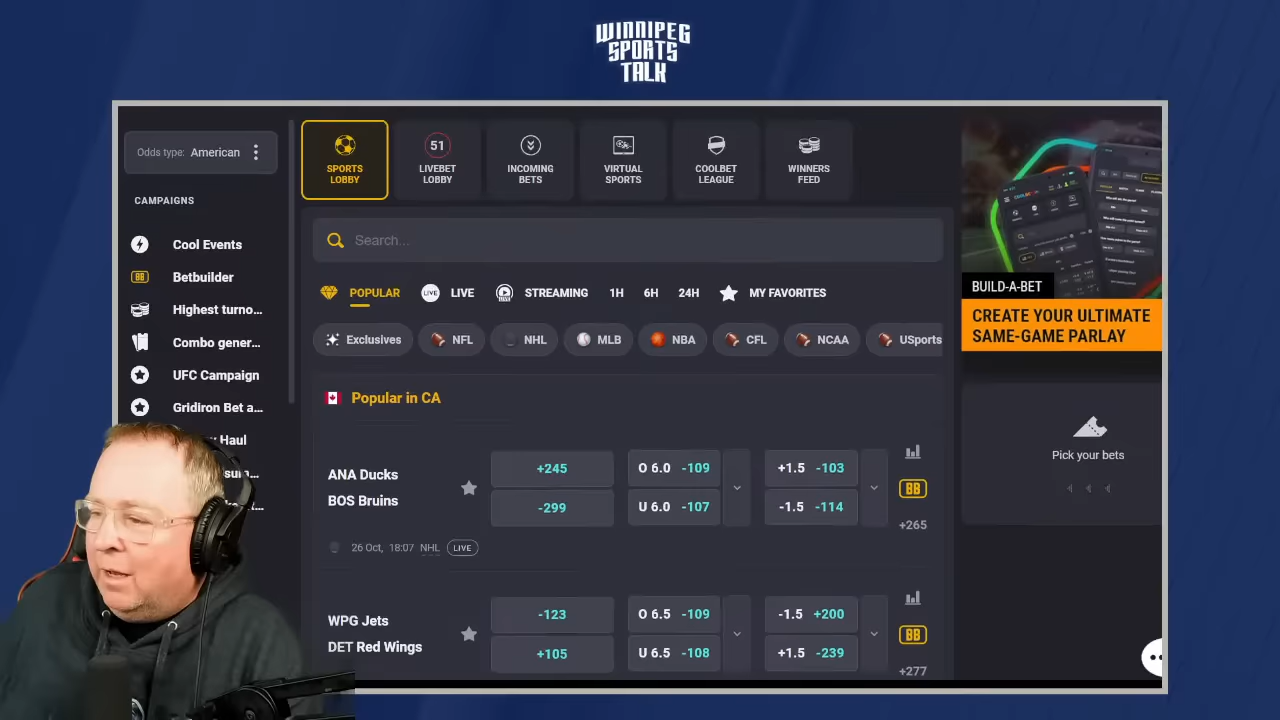 WINNIPEG
SPORTS
TALK
Odds type: American
CAMPAIGNS
Cool Events
BB Betbuilder
Highest turno...
Combo gener...
UFC Campaign
Gridiron Bet a...
Haul
SPORTS
LOBBY
51
LIVEBET
LOBBY
INCOMING
BETS
VIRTUAL
SPORTS
COOLBET
LEAGUE
WINNERS
FEED
Search...
POPULAR
LIVE LIVE
STREAMING
1H
6H
24H
MY FAVORITES
Exclusives
NFL
NHL
MLB
NBA
CFL
NCAA
USports
Popular in CA
ANA Ducks
BOS Bruins
+245
-299
O 6.0 -109
U 6.0 -107
+1.5 -103
-1.5 -114
BB
+265
26 Oct, 18:07 NHL LIVE
WPG Jets
DET Red Wings
-123
+105
O 6.5 -109
U 6.5 -108
-1.5 +200
+1.5 -239
BB
+277
BUILD-A-BET
CREATE YOUR ULTIMATE
SAME-GAME PARLAY
Pick your bets